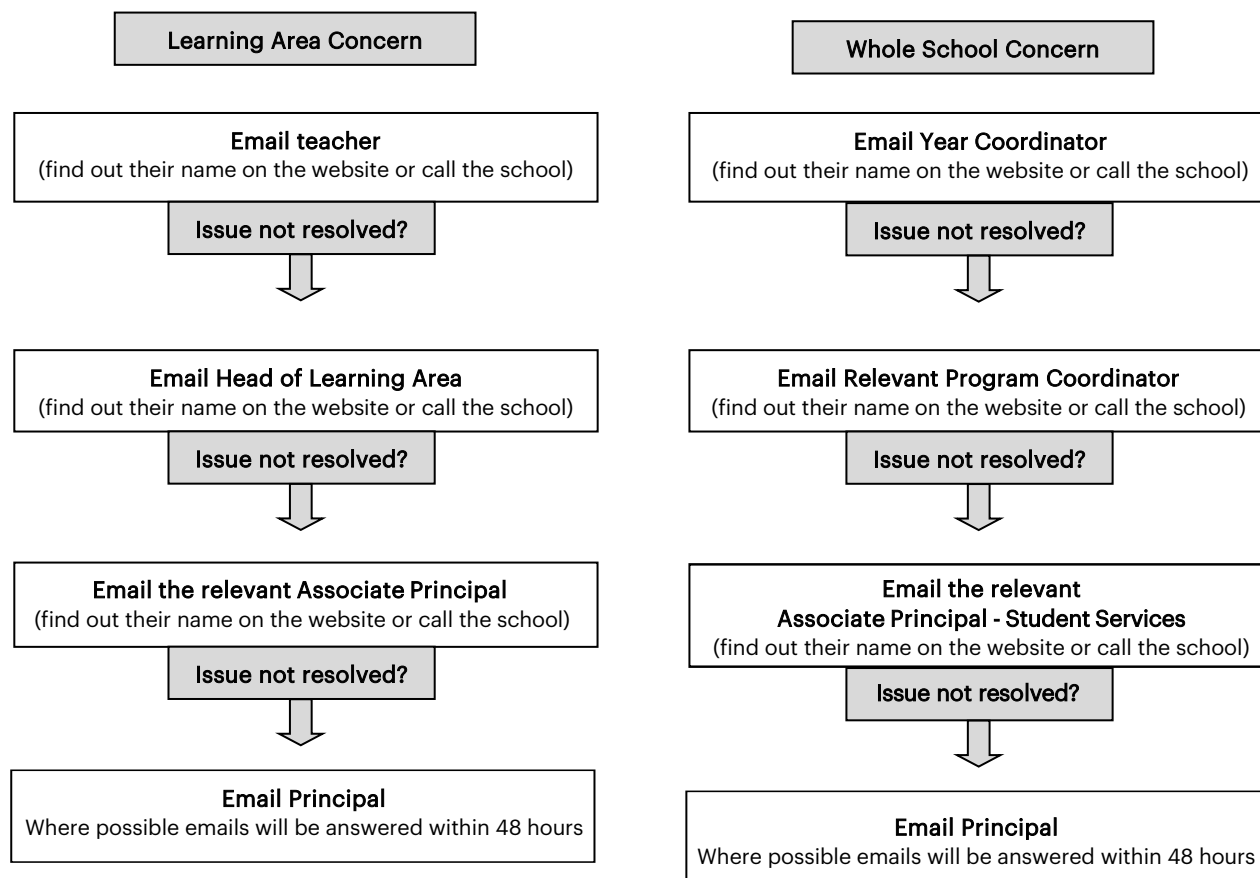 Learning Area Concern
Email teacher
(find out their name on the website or call the school)
Issue not resolved?
Email Head of Learning Area
(find out their name on the website or call the school)
Issue not resolved?
Email the relevant Associate Principal
(find out their name on the website or call the school)
Issue not resolved?
Email Principal
Where possible emails will be answered within 48 hours
Whole School Concern
Email Year Coordinator
(find out their name on the website or call the school)
Issue not resolved?
Email Relevant Program Coordinator
(find out their name on the website or call the school)
Issue not resolved?
Email the relevant
Associate Principal - Student Services
(find out their name on the website or call the school)
Issue not resolved?
Email Principal
Where possible emails will be answered within 48 hours